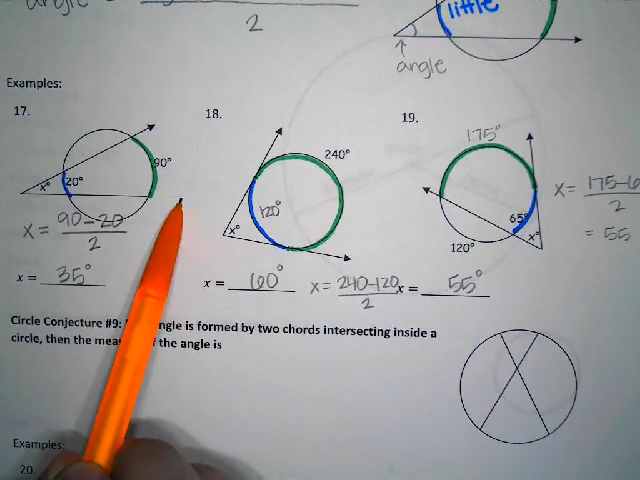 angle =
2
little
angle
Examples:
17.
18.
19.
90°
20°
x°
x = 90-20
2
x = 35°
240°
120°
x°
x = 60°
x = 240-120
2
175°
65°
120°
x°
x = 175-6
2
= 55
x = 55°
Circle Conjecture #9: angle is formed by two chords intersecting inside a
circle, then the of the angle is
Examples:
20.